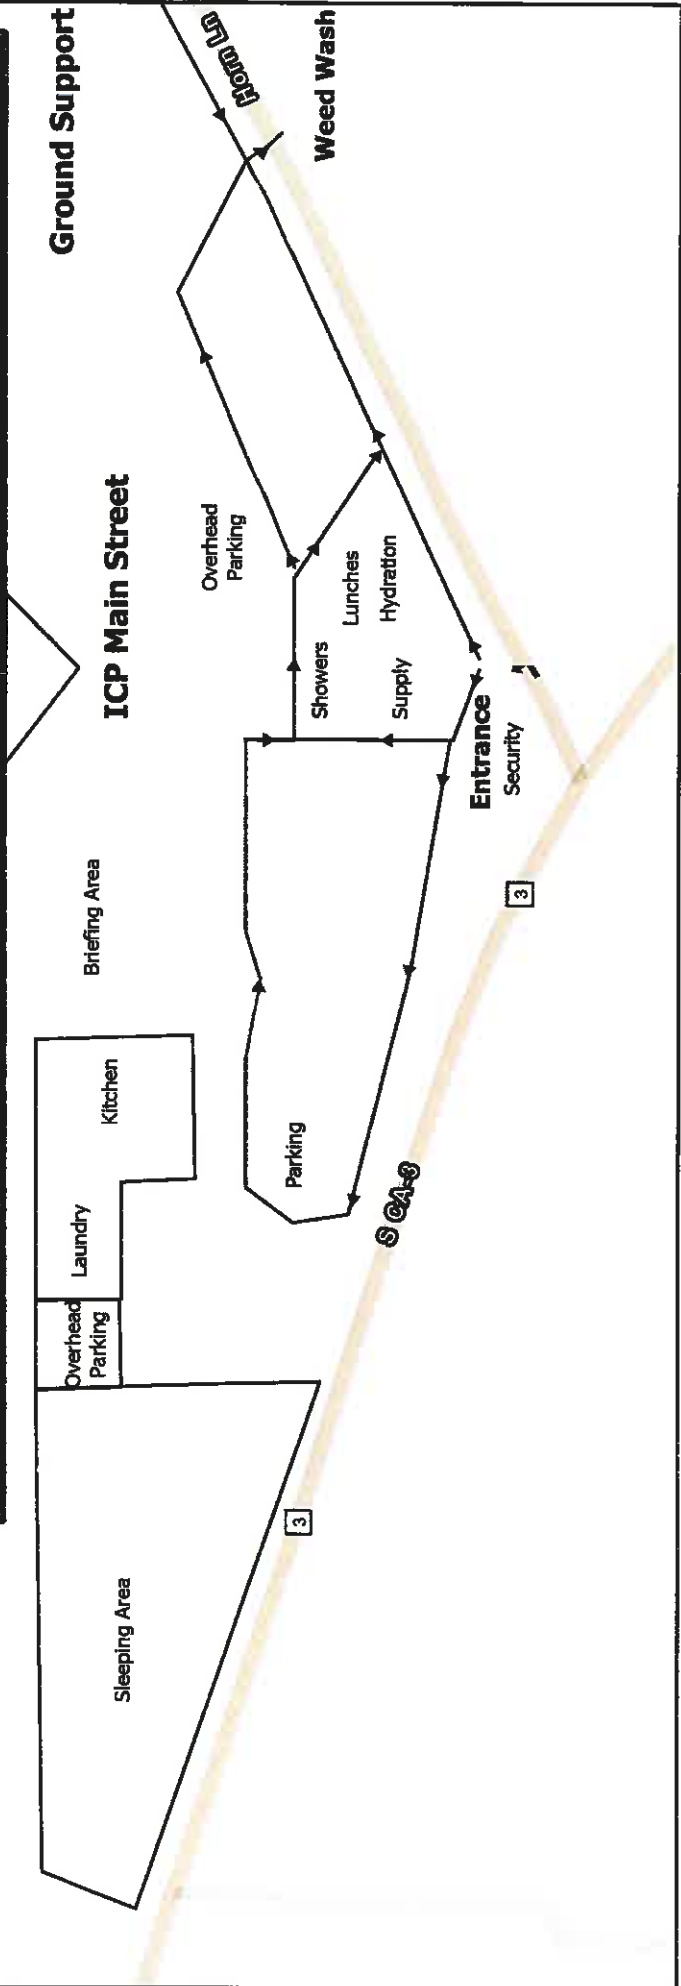 Ground Support
ICP Main Street
Briefing Area
Kitchen
Laundry
Overhead
Parking
Sleeping Area
Horn Ln
Weed Wash
Overhead
Parking
Showers
Lunches
Hydration
Supply
Parking
Entrance
Security
S CA-3
3
3